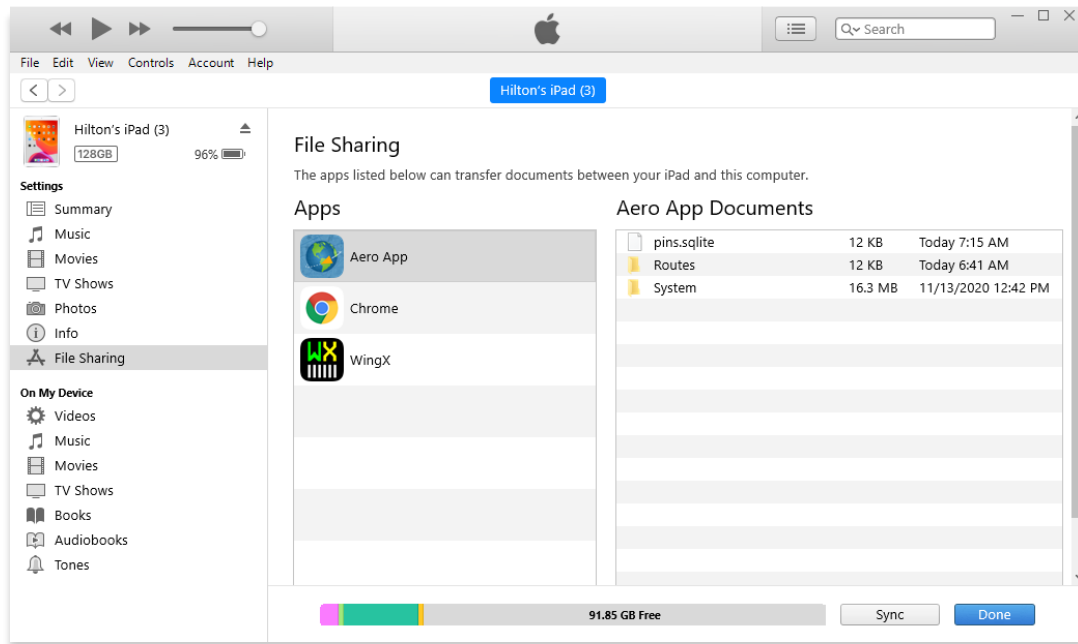 Search
File Edit View Controls Account Help
Hilton's iPad (3)
Hilton's iPad (3)
128GB 96%
Settings
Summary
Music
Movies
TV Shows
Photos
Info
File Sharing
On My Device
Videos
Music
Movies
TV Shows
Books
Audiobooks
Tones
File Sharing
The apps listed below can transfer documents between your iPad and this computer.
Apps
Aero App
Chrome
WX
WingX
Aero App Documents
pins.sqlite 12 KB Today 7:15 AM
Routes 12 KB Today 6:41 AM
System 16.3 MB 11/13/2020 12:42 PM
91.85 GB Free
Sync
Done